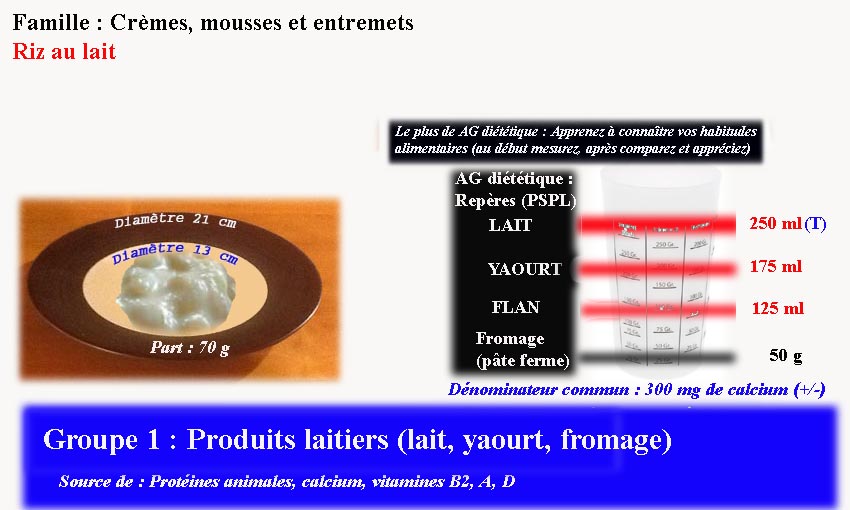 Famille : Crèmes, mousses et entremets
Riz au lait
Le plus de AG diététique : Apprenez à connaître vos habitudes
alimentaires (au début mesurez, après comparez et appréciez)
AG diététique :
Repères (PSPL)
LAIT 250 ml (T)
YAOURT 175 ml
FLAN 125 ml
Fromage
(pâte ferme) 50 g
Diamètre 21 cm
Diamètre 13 cm
Part : 70 g
Dénominateur commun : 300 mg de calcium (+/-)
Groupe 1 : Produits laitiers (lait, yaourt, fromage)
Source de : Protéines animales, calcium, vitamines B2, A, D